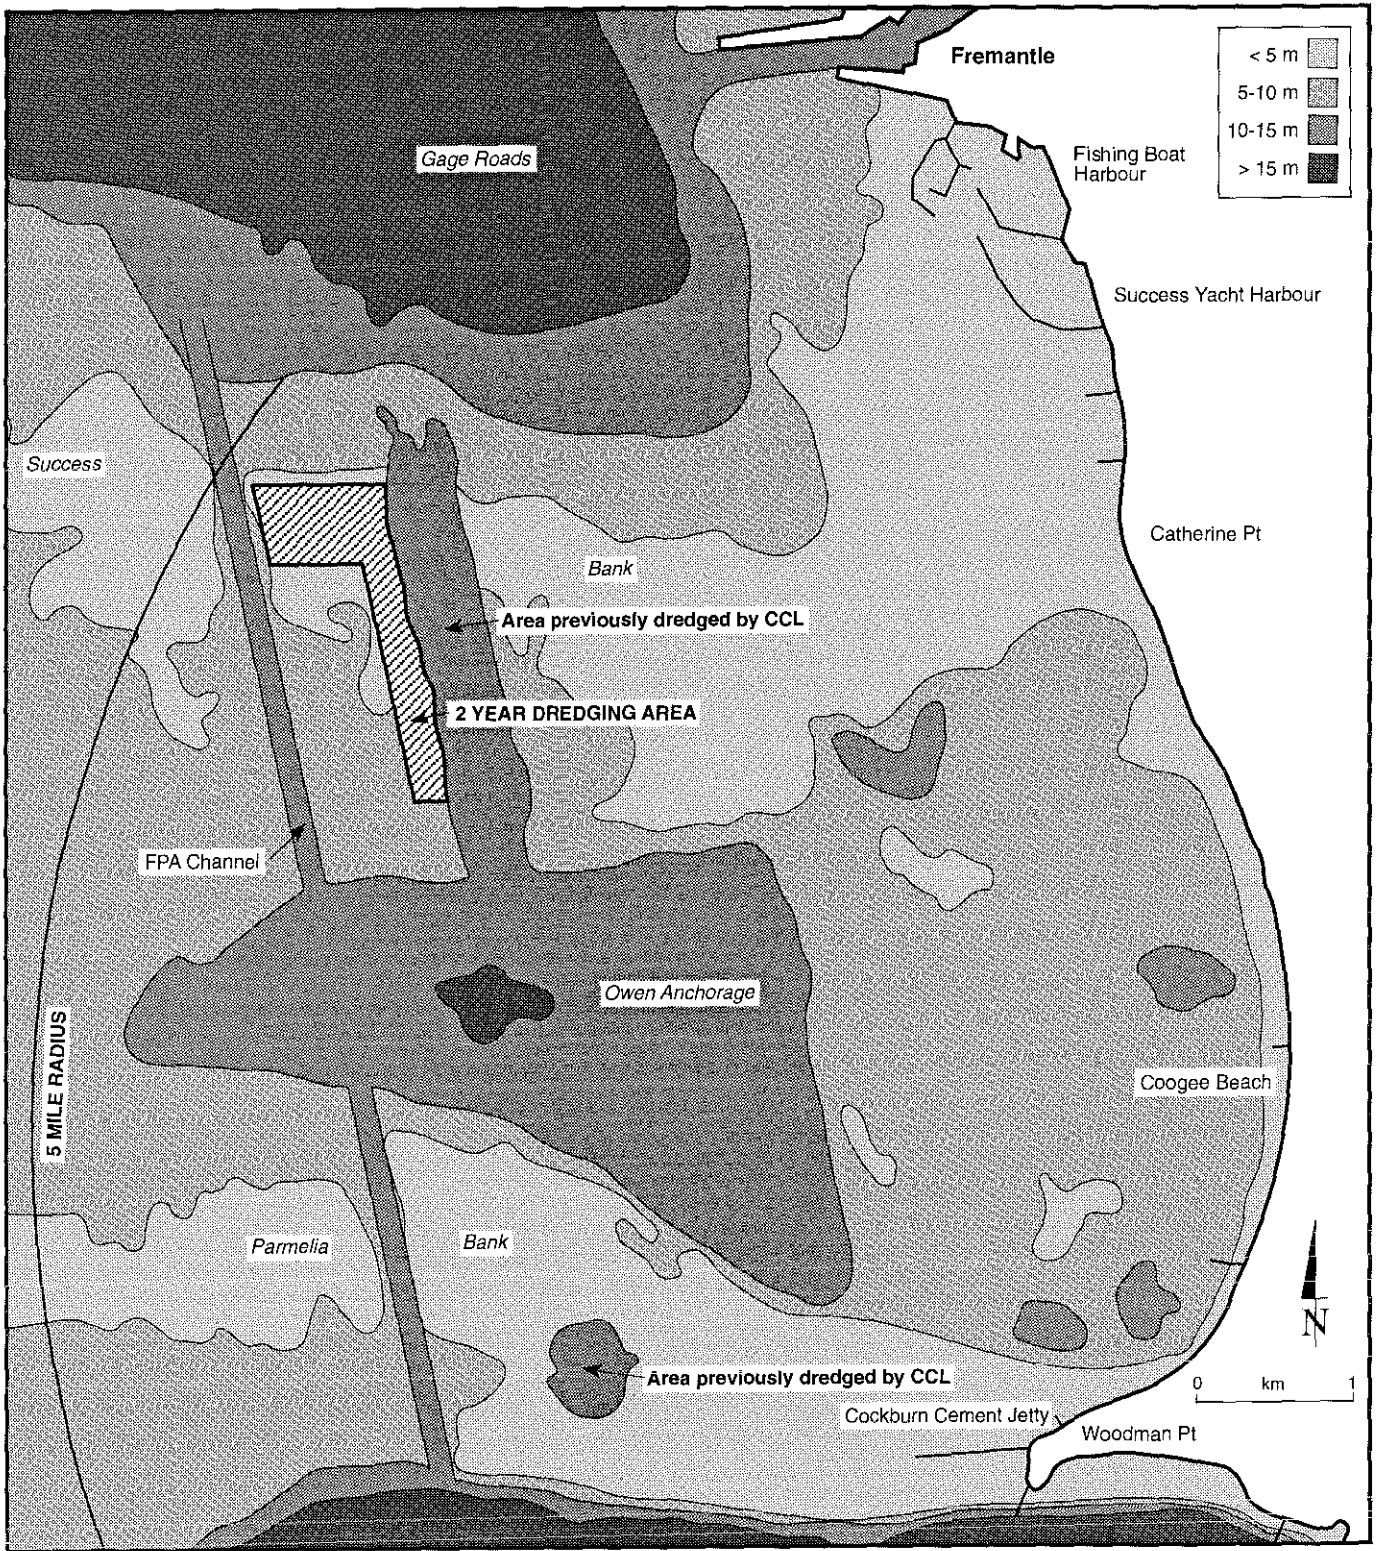 Fremantle
< 5 m
5-10 m
10-15 m
> 15 m
Gage Roads
Fishing Boat
Harbour
Success Yacht Harbour
Success
Catherine Pt
Bank
Area previously dredged by CCL
2 YEAR DREDGING AREA
FPA Channel
Owen Anchorage
5 MILE RADIUS
Coogee Beach
Parmelia
Bank
N
Area previously dredged by CCL
0 km 1
Cockburn Cement Jetty
Woodman Pt